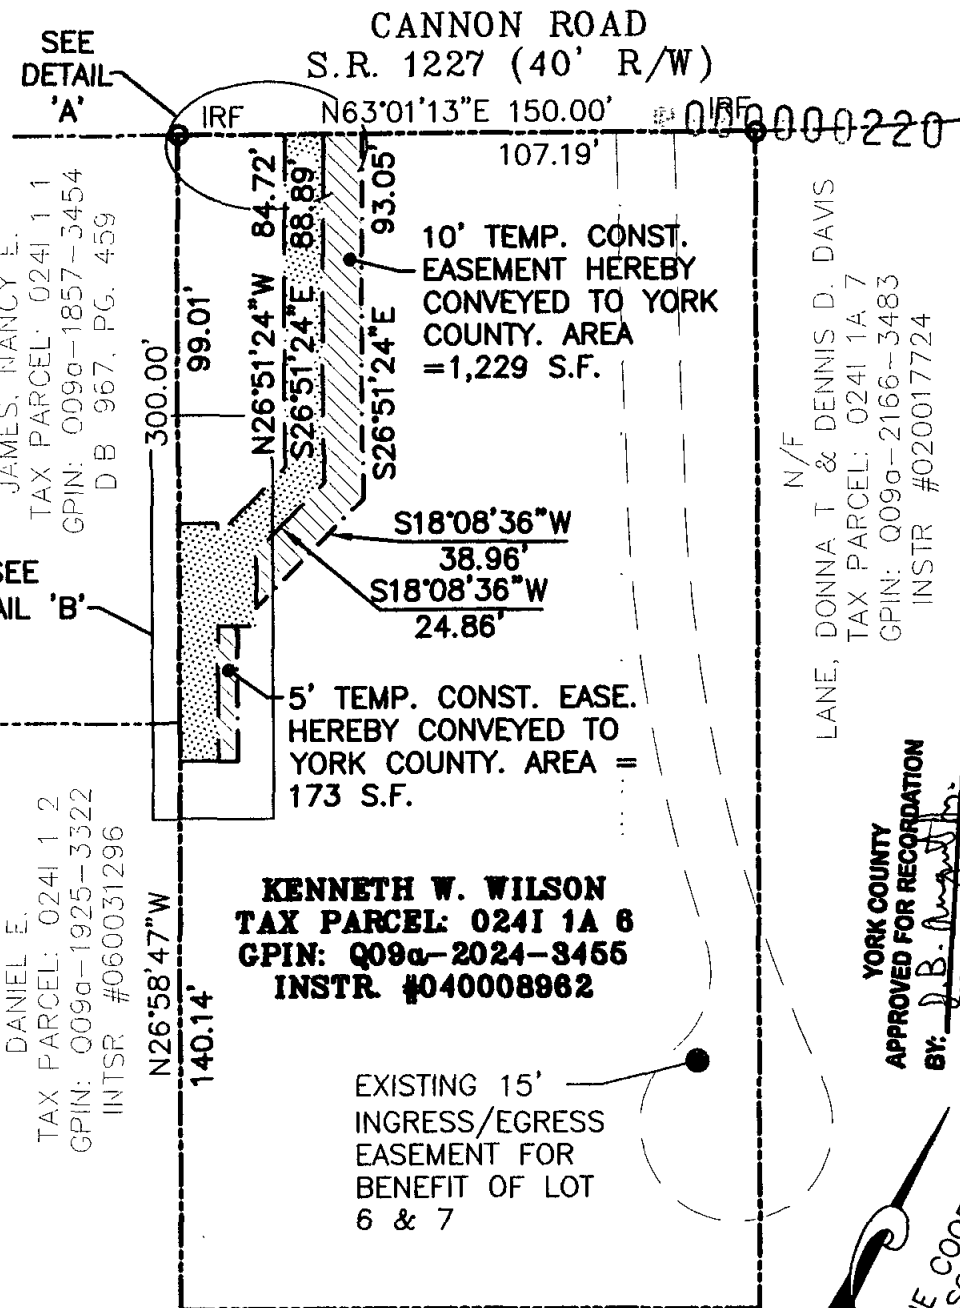 CANNON ROAD
S.R. 1227 (40' R/W)
SEE
DETAIL
'A'
IRF
N63°01'13"E 150.00'
IRF
000000220
107.19'
84.72'
88.89'
93.05'
N26°51'24"W
S26°51'24"E
S26°51'24"E
99.01'
300.00'
10' TEMP. CONST.
EASEMENT HEREBY
CONVEYED TO YORK
COUNTY. AREA
=1,229 S.F.
JAMES, NANCY E.
TAX PARCEL: 024I 1 1
GPIN: Q09a-1857-3454
DB 967, PG. 459
S18°08'36"W
38.96'
S18°08'36"W
24.86'
SEE
'B'
5' TEMP. CONST. EASE.
HEREBY CONVEYED TO
YORK COUNTY. AREA =
173 S.F.
N/F
LANE, DONNA T & DENNIS D. DAVIS
TAX PARCEL: 024I 1A 7
GPIN: Q09a-2166-3483
INSTR #020017724
YORK COUNTY
APPROVED FOR RECORDATION
BY:
KENNETH W. WILSON
TAX PARCEL: 024I 1A 6
GPIN: Q09a-2024-3455
INSTR. #040008962
DANIEL E.
TAX PARCEL: 024I 1 2
GPIN: Q09a-1925-3322
INTSR #060031296
N26°58'47"W
140.14'
EXISTING 15'
INGRESS/EGRESS
EASEMENT FOR
BENEFIT OF LOT
6 & 7